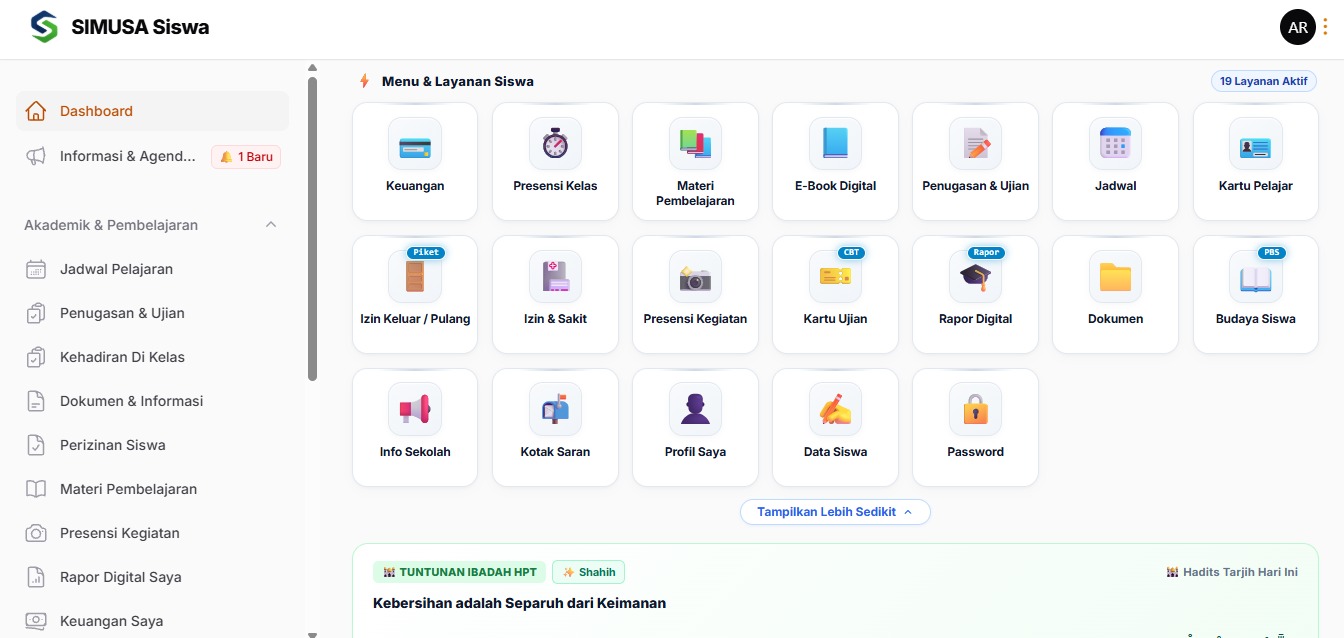 SIMUSA Siswa
AR
Dashboard
Informasi & Agend...
1 Baru
Akademik & Pembelajaran
Jadwal Pelajaran
Penugasan & Ujian
Kehadiran Di Kelas
Dokumen & Informasi
Perizinan Siswa
Materi Pembelajaran
Presensi Kegiatan
Rapor Digital Saya
Keuangan Saya
Menu & Layanan Siswa
19 Layanan Aktif
Keuangan
Presensi Kelas
Materi
Pembelajaran
E-Book Digital
Penugasan & Ujian
Jadwal
Kartu Pelajar
Piket
Izin Keluar / Pulang
Izin & Sakit
Presensi Kegiatan
CBT
Kartu Ujian
Rapor
Rapor Digital
Dokumen
PBS
Budaya Siswa
Info Sekolah
Kotak Saran
Profil Saya
Data Siswa
Password
Tampilkan Lebih Sedikit
TUNTUNAN IBADAH HPT
Shahih
Hadits Tarjih Hari Ini
Kebersihan adalah Separuh dari Keimanan